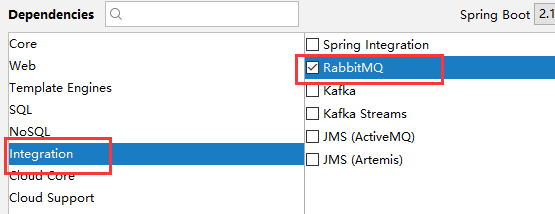 Dependencies
Spring Boot 2.1
Core
Web
Template Engines
SQL
NoSQL
Integration
Cloud Core
Cloud Support
Spring Integration
RabbitMQ
Kafka
Kafka Streams
JMS (ActiveMQ)
JMS (Artemis)